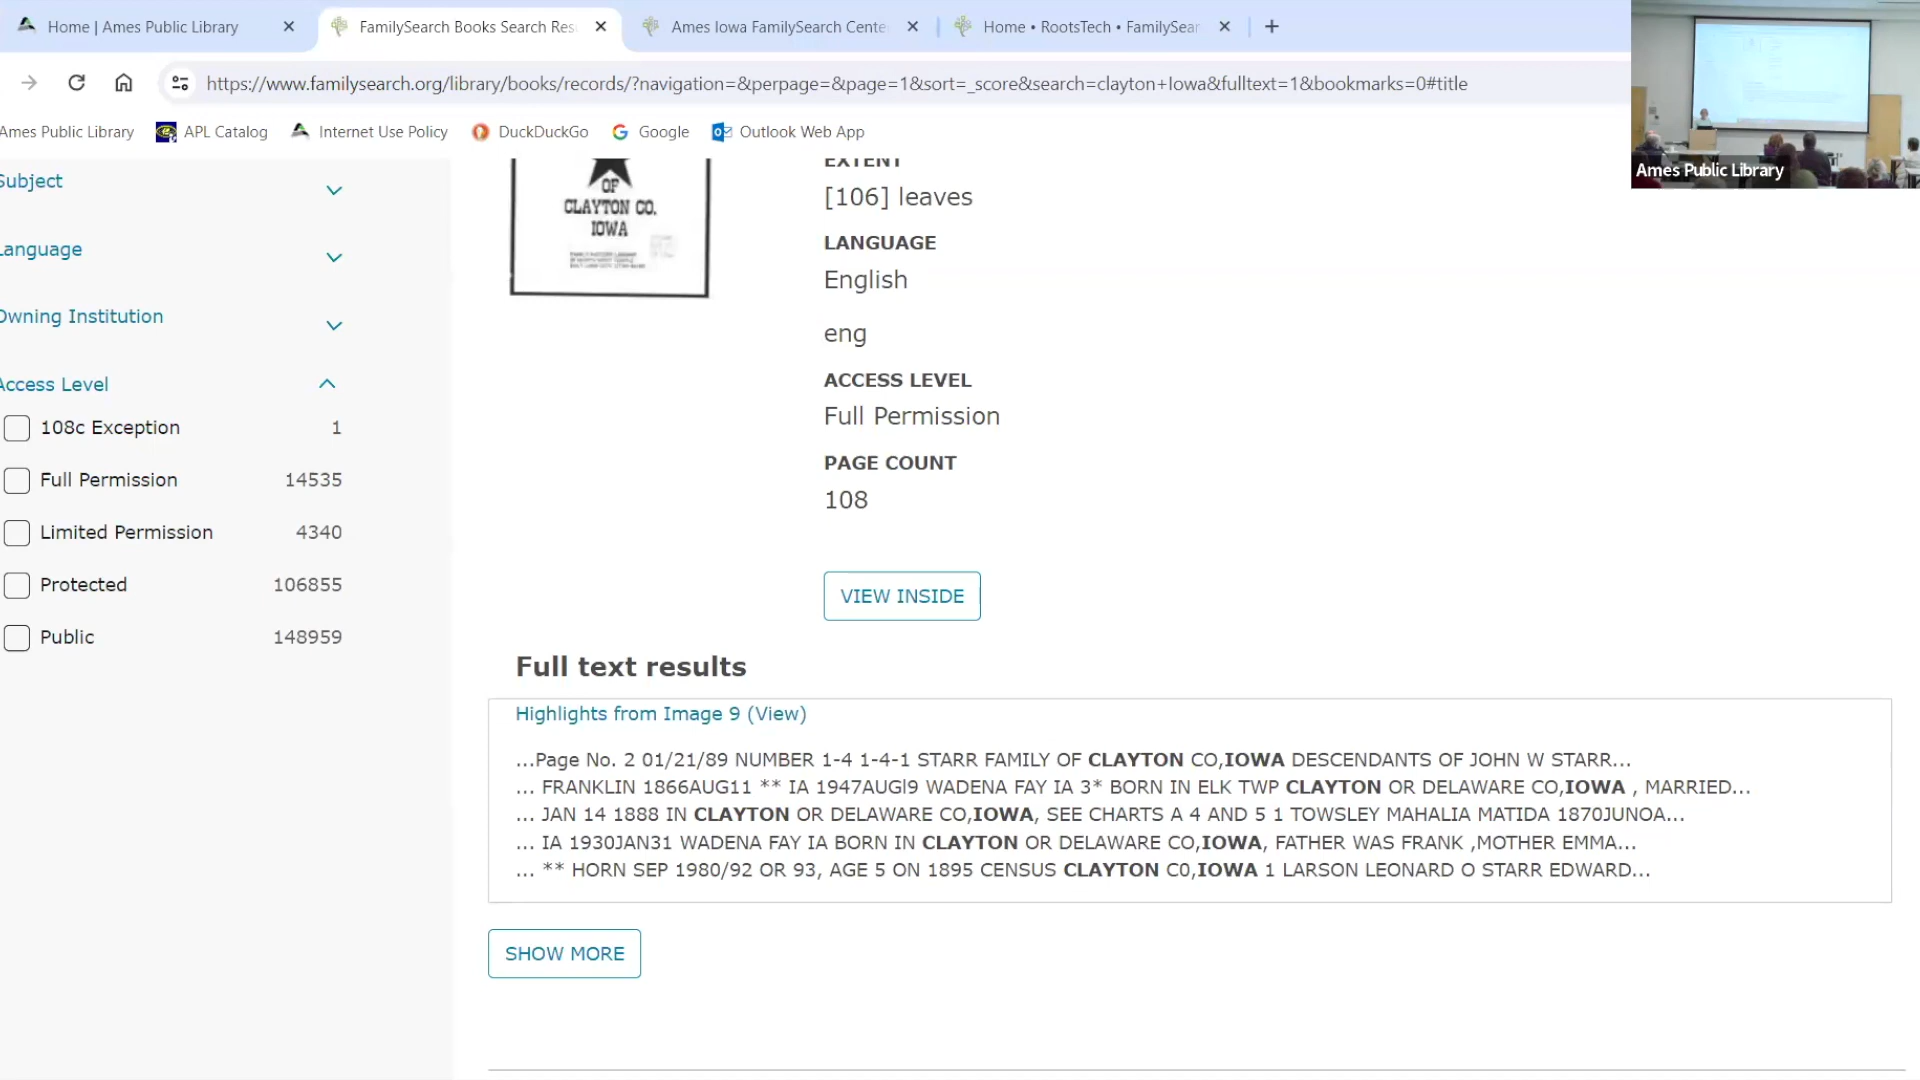 Home | Ames Public Library
FamilySearch Books Search Res
Ames Iowa FamilySearch Cente
Home • RootsTech • FamilySear
https://www.familysearch.org/library/books/records/?navigation=&perpage=&page=1&sort=_score&search=clayton+Iowa&fulltext=1&bookmarks=0#title
Ames Public Library
APL Catalog
Internet Use Policy
DuckDuckGo
Google
Outlook Web App
Ames Public Library
Subject
Language
Owning Institution
Access Level
108c Exception 1
Full Permission 14535
Limited Permission 4340
Protected 106855
Public 148959
OF
CLAYTON CO.
IOWA
EXTENT
[106] leaves
LANGUAGE
English
eng
ACCESS LEVEL
Full Permission
PAGE COUNT
108
VIEW INSIDE
Full text results
Highlights from Image 9 (View)
...Page No. 2 01/21/89 NUMBER 1-4 1-4-1 STARR FAMILY OF CLAYTON CO,IOWA DESCENDANTS OF JOHN W STARR...
... FRANKLIN 1866AUG11 ** IA 1947AUGl9 WADENA FAY IA 3* BORN IN ELK TWP CLAYTON OR DELAWARE CO,IOWA , MARRIED...
... JAN 14 1888 IN CLAYTON OR DELAWARE CO,IOWA, SEE CHARTS A 4 AND 5 1 TOWSLEY MAHALIA MATIDA 1870JUNOA...
... IA 1930JAN31 WADENA FAY IA BORN IN CLAYTON OR DELAWARE CO,IOWA, FATHER WAS FRANK ,MOTHER EMMA...
... ** HORN SEP 1980/92 OR 93, AGE 5 ON 1895 CENSUS CLAYTON C0,IOWA 1 LARSON LEONARD O STARR EDWARD...
SHOW MORE